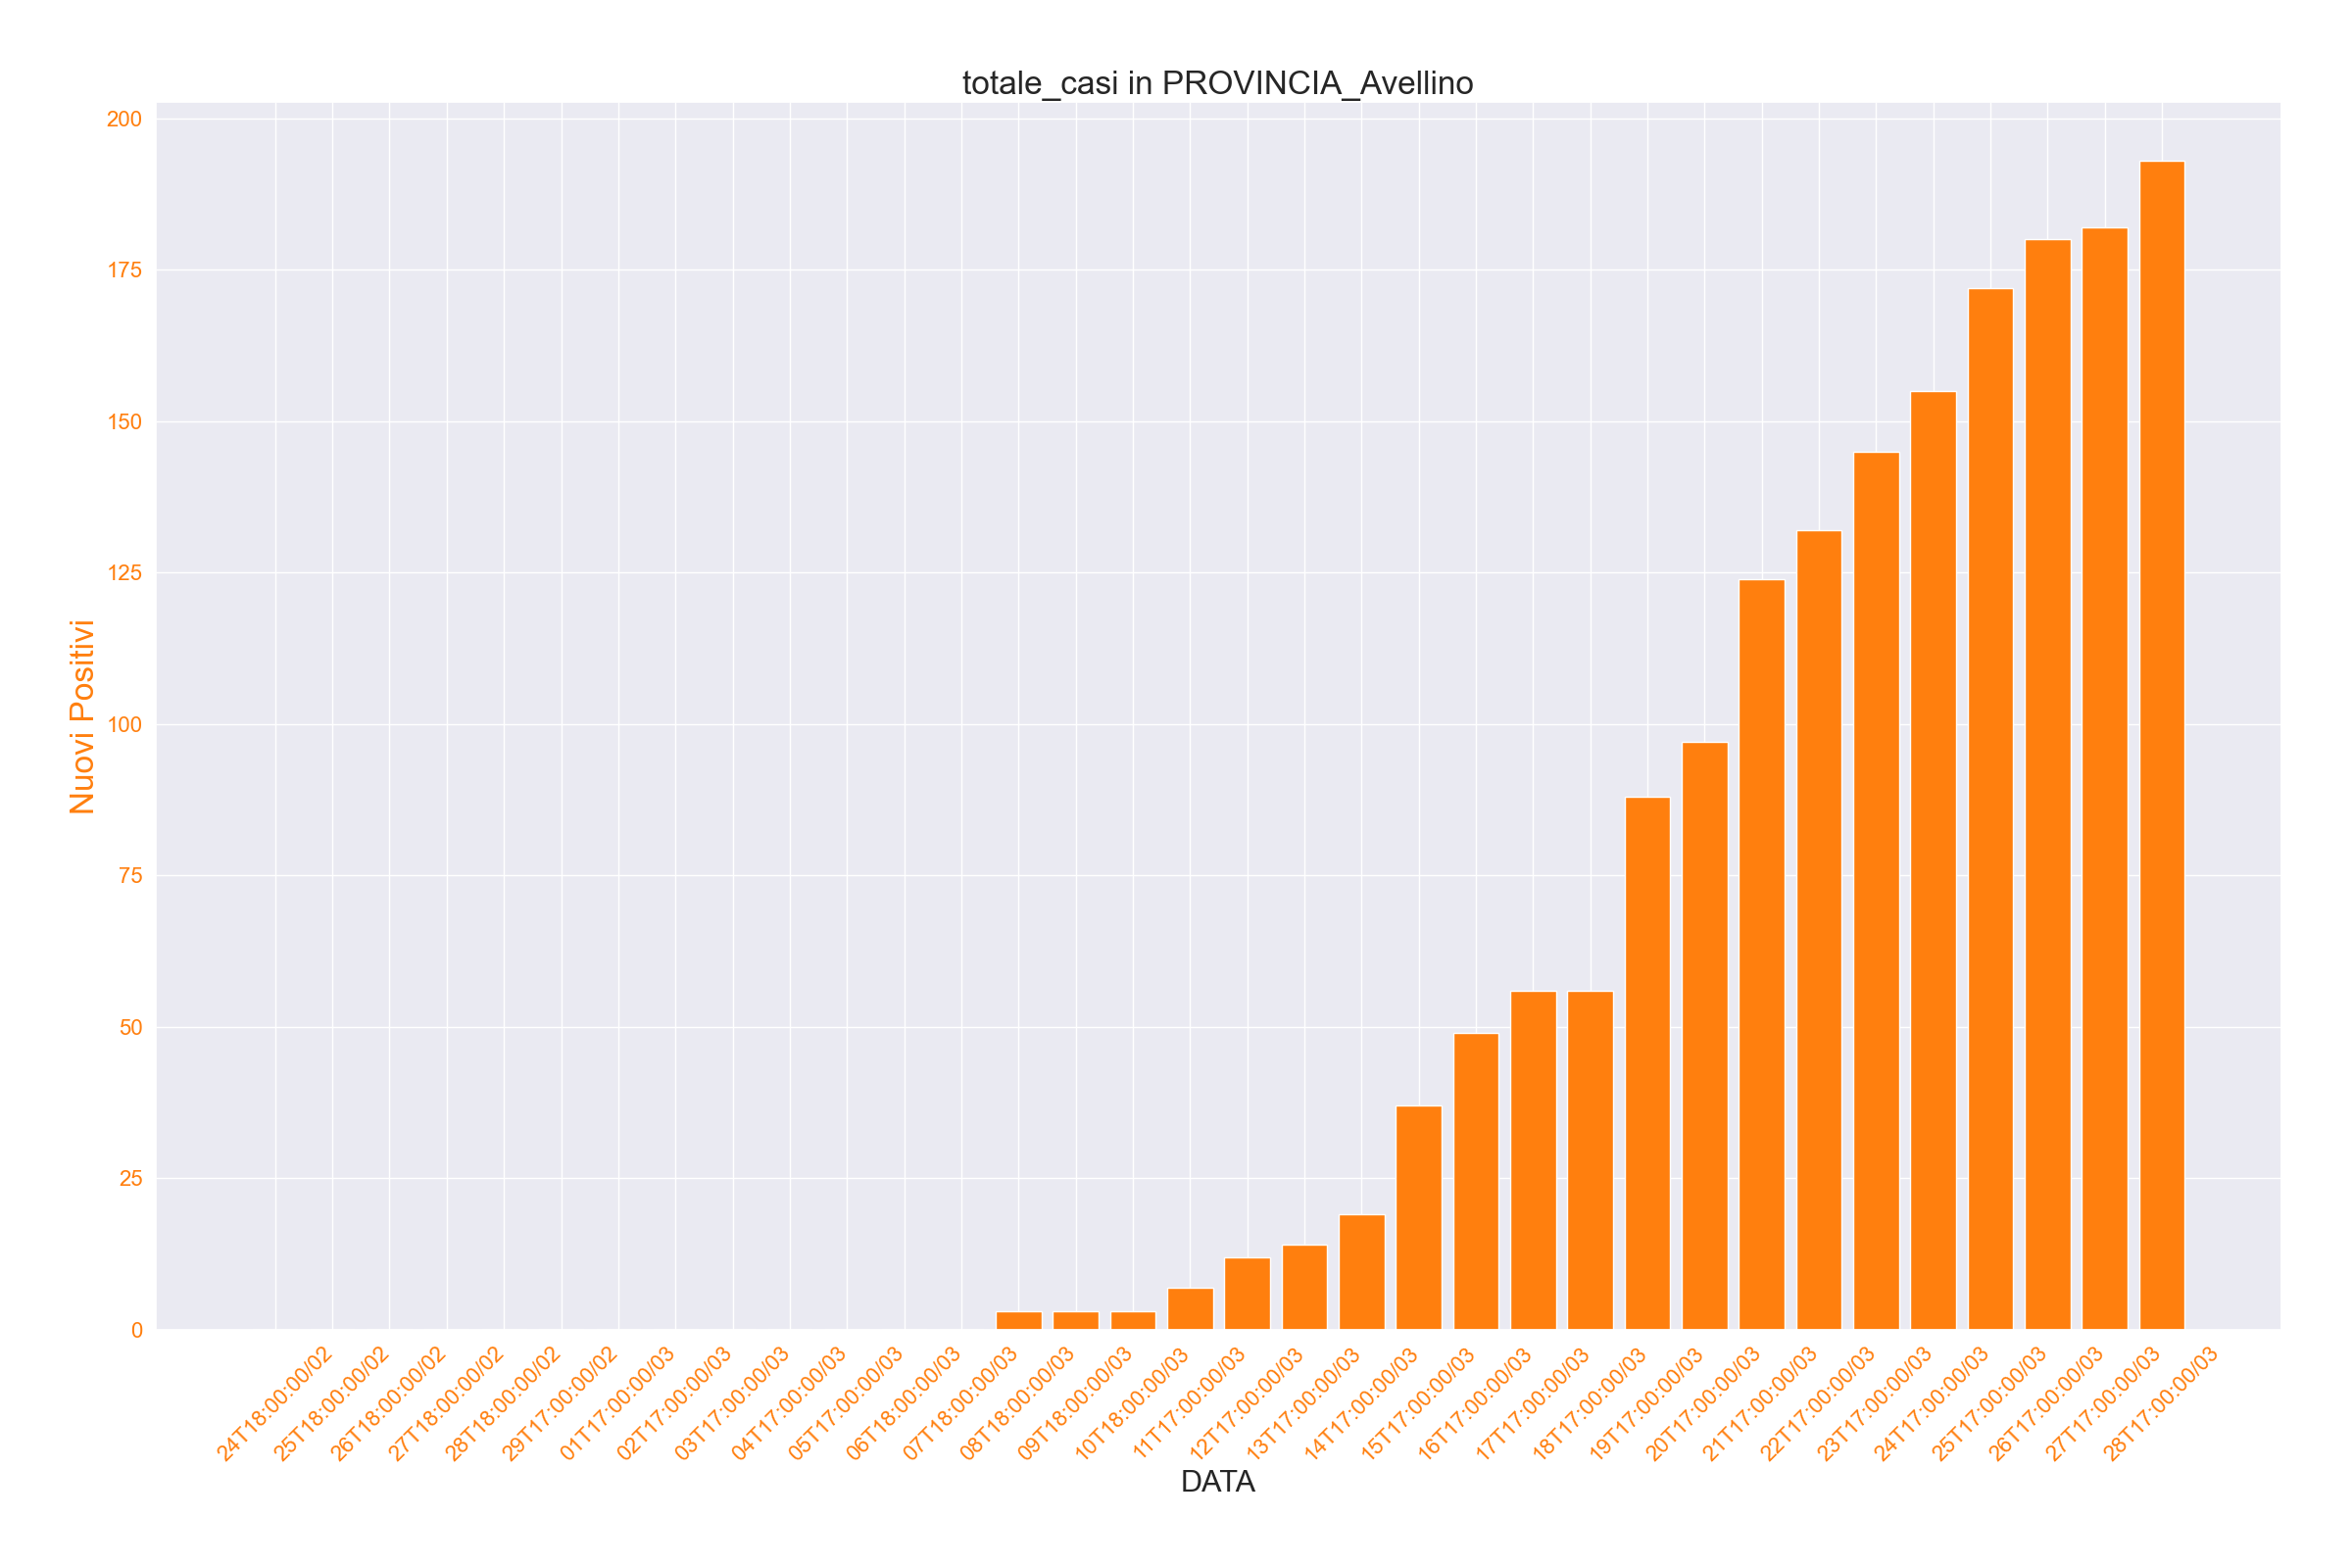 totale_casi in PROVINCIA_Avellino
200
175
150
125
100
75
50
25
0
Nuovi Positivi
24T18:00:00/02
25T18:00:00/02
26T18:00:00/02
27T18:00:00/02
28T18:00:00/02
29T17:00:00/02
01T17:00:00/03
02T17:00:00/03
03T17:00:00/03
04T17:00:00/03
05T17:00:00/03
06T18:00:00/03
07T18:00:00/03
08T18:00:00/03
09T18:00:00/03
10T18:00:00/03
11T17:00:00/03
12T17:00:00/03
13T17:00:00/03
14T17:00:00/03
15T17:00:00/03
16T17:00:00/03
17T17:00:00/03
18T17:00:00/03
19T17:00:00/03
20T17:00:00/03
21T17:00:00/03
22T17:00:00/03
23T17:00:00/03
24T17:00:00/03
25T17:00:00/03
26T17:00:00/03
27T17:00:00/03
28T17:00:00/03
DATA